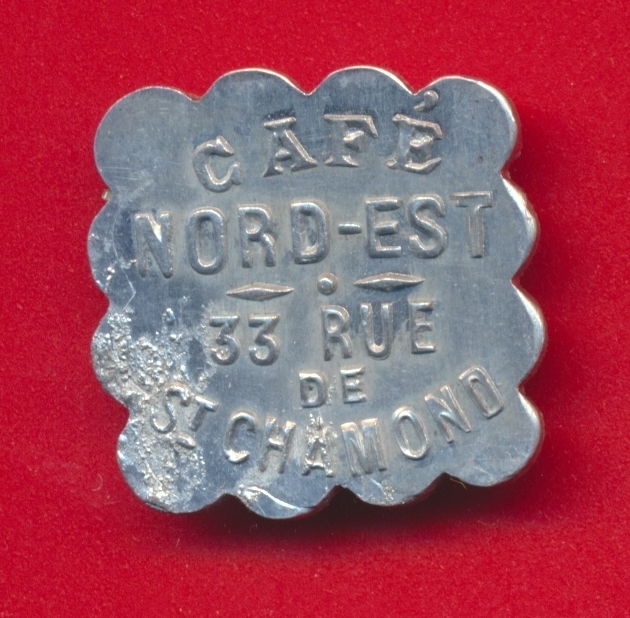 CAFÉ
NORD-EST
33 RUE
DE
ST CHAMOND